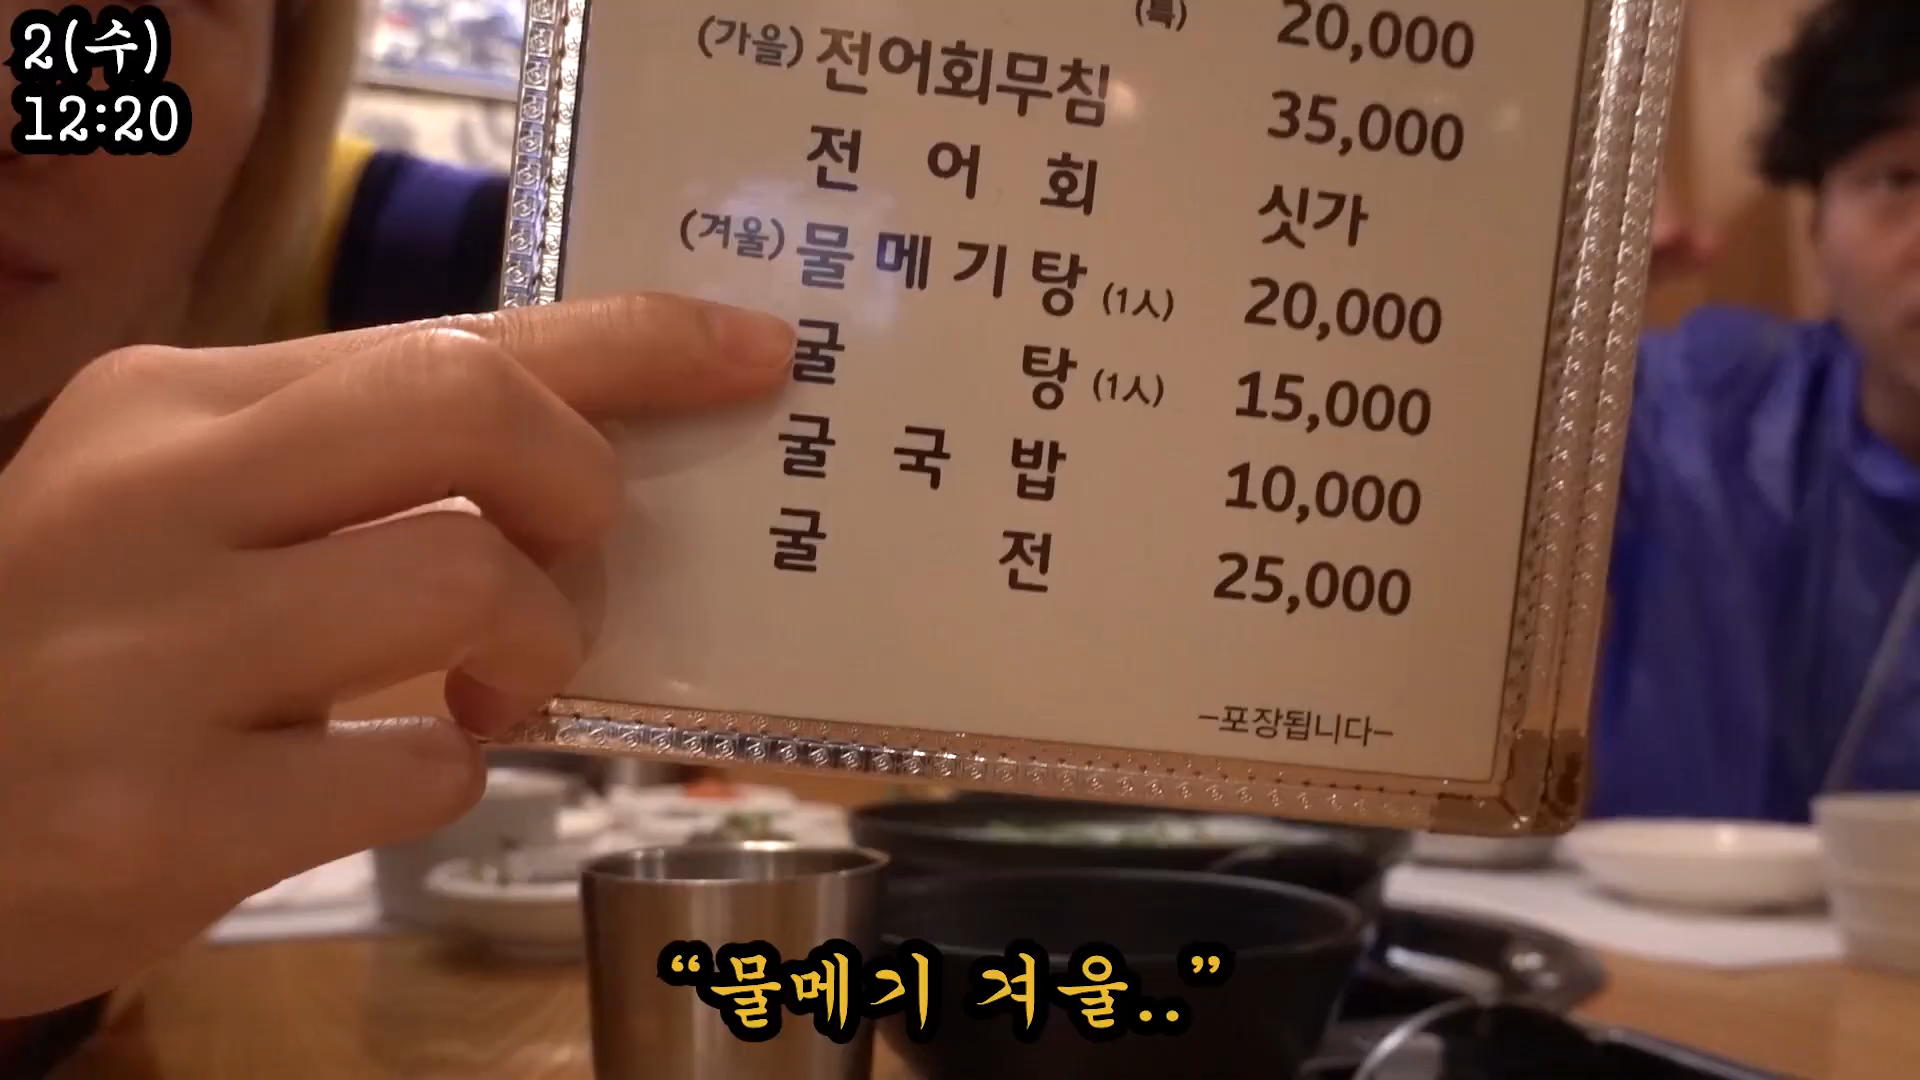 2(수)
12:20
(특) 20,000
(가을) 전어회무침 35,000
전 어 회 싯가
(겨울) 물메기탕 (1人) 20,000
굴 탕 (1人) 15,000
굴 국 밥 10,000
굴 전 25,000
-포장됩니다-
“물메기 겨울..”